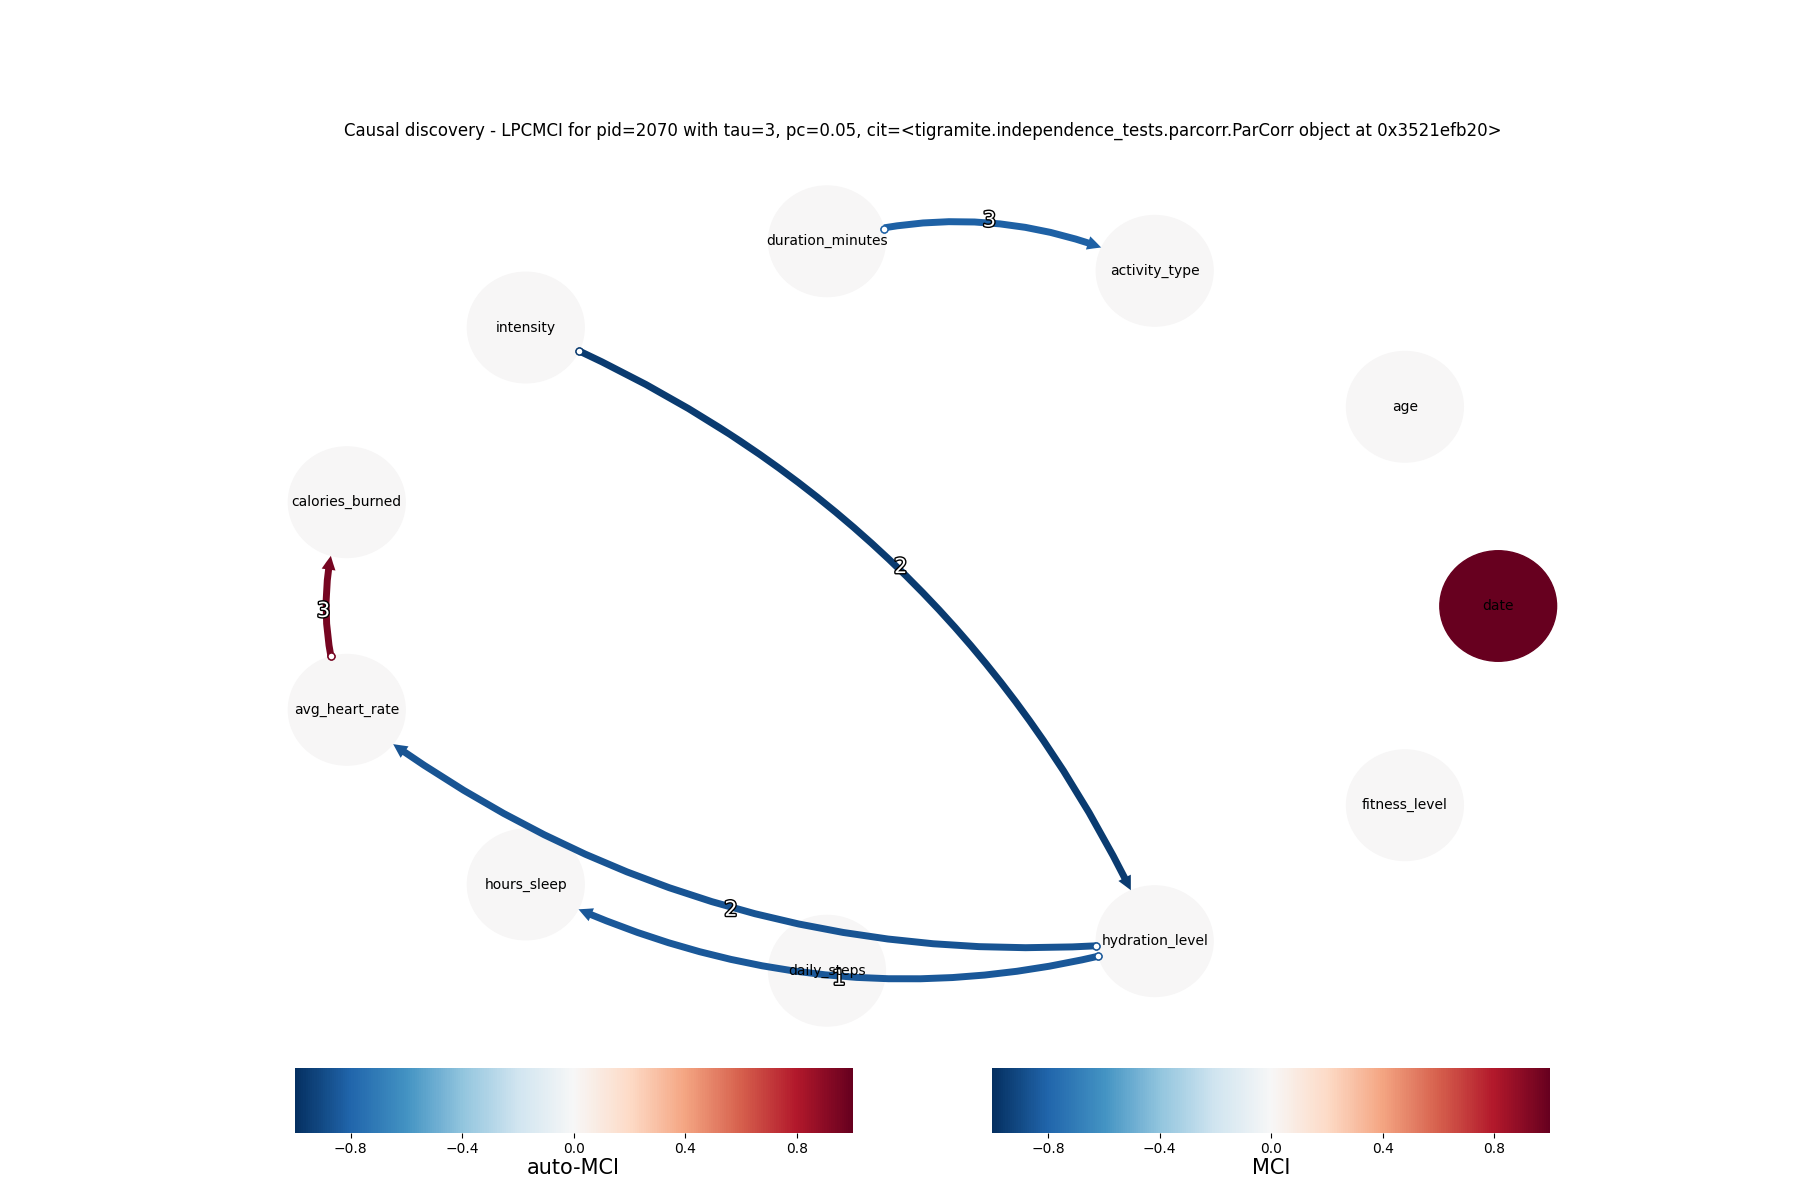 Causal discovery - LPCMCI for pid=2070 with tau=3, pc=0.05, cit=<tigramite.independence_tests.parcorr.ParCorr object at 0x3521efb20>
3
duration_minutes
activity_type
intensity
age
calories_burned
2
date
3
avg_heart_rate
fitness_level
hours_sleep
2
hydration_level
daily_steps
1
−0.8 −0.4 0.0 0.4 0.8
auto-MCI
−0.8 −0.4 0.0 0.4 0.8
MCI